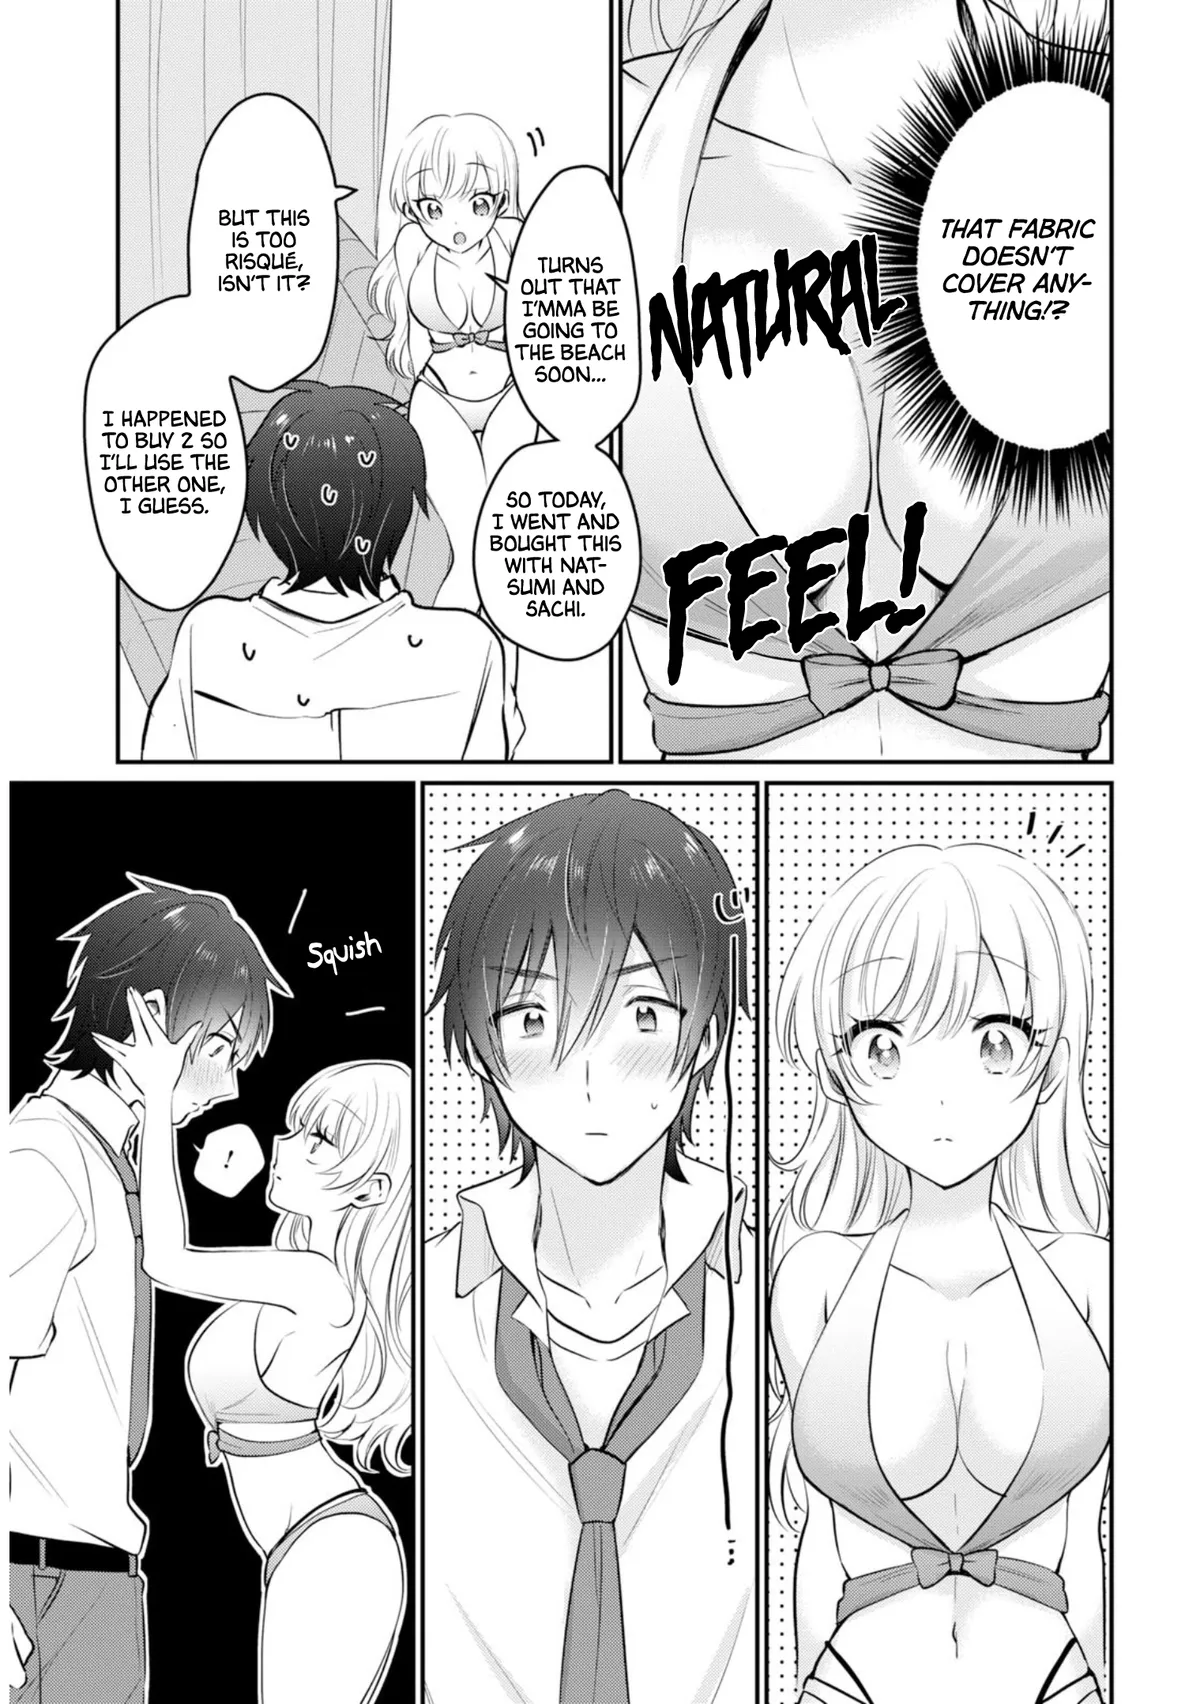 THAT FABRIC
DOESN'T
COVER ANY-
THING!?
NATURAL
FEEL!
TURNS
OUT THAT
I'MMA BE
GOING TO
THE BEACH
SOON...
SO TODAY,
I WENT AND
BOUGHT THIS
WITH NAT-
SUMI AND
SACHI.
BUT THIS
IS TOO
RISQUÉ,
ISN'T IT?
I HAPPENED
TO BUY 2 SO
I'LL USE THE
OTHER ONE,
I GUESS.
じ
Squish
!